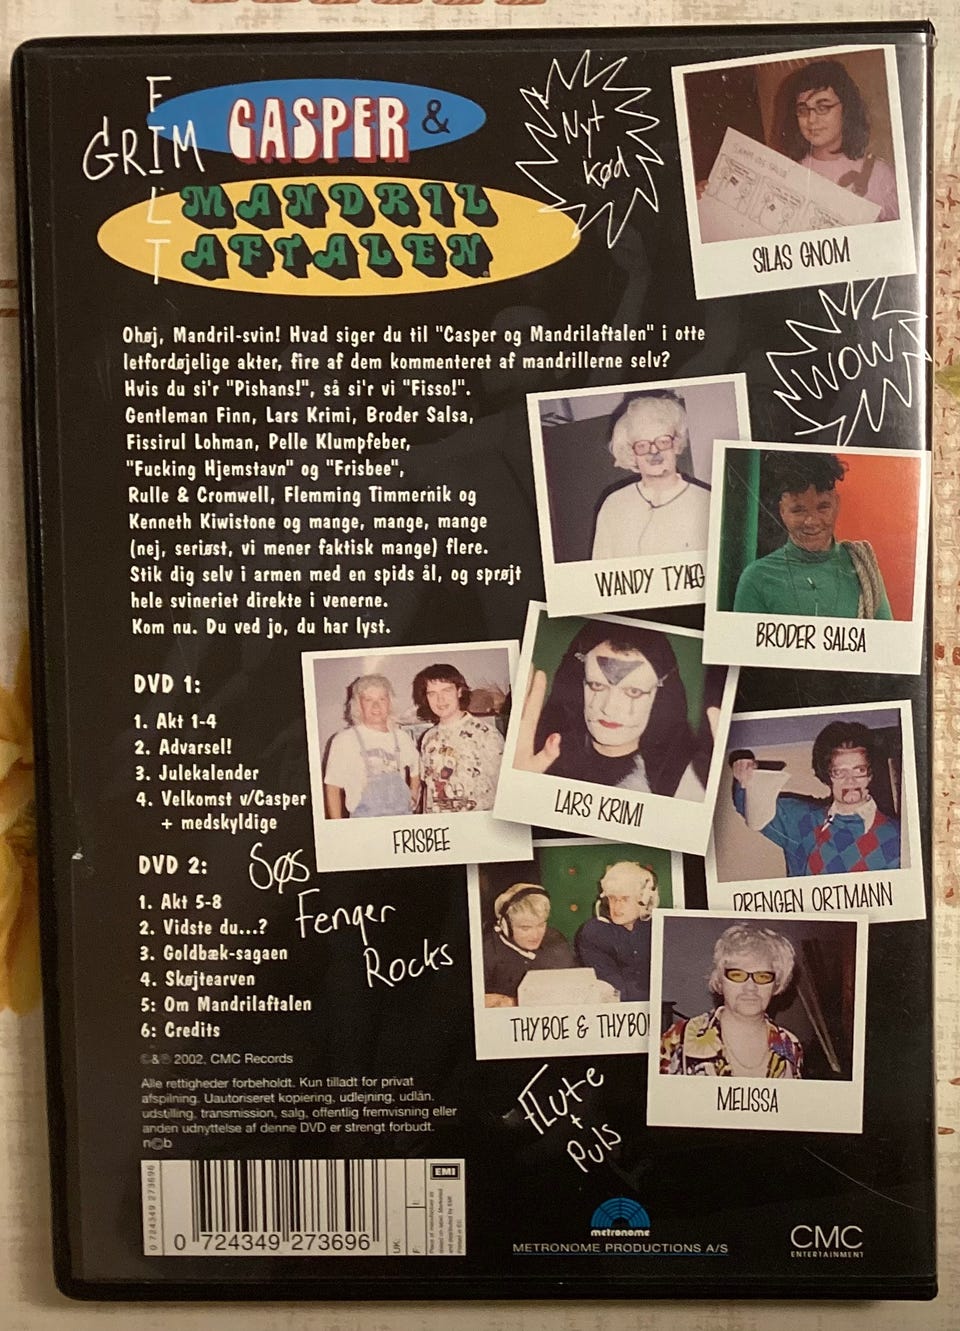 FILT
GRIM
CASPER &
MANDRIL
AFTALEN
Nyt
kød
SAMM OG
SILAS GNOM
WOW
Ohøj, Mandril-svin! Hvad siger du til "Casper og Mandrilaftalen" i otte
letfordøjelige akter, fire af dem kommenteret af mandrillerne selv?
Hvis du si'r "Pishans!", så si'r vi "Fisso!".
Gentleman Finn, Lars Krimi, Broder Salsa,
Fissirul Lohman, Pelle Klumpfeber,
"Fucking Hjemstavn" og "Frisbee",
Rulle & Cromwell, Flemming Timmernik og
Kenneth Kiwistone og mange, mange, mange
(nej, seriøst, vi mener faktisk mange) flere.
Stik dig selv i armen med en spids ål, og sprøjt
hele svineriet direkte i venerne.
Kom nu. Du ved jo, du har lyst.
WANDY TYAEG
BRODER SALSA
FRISBEE
LARS KRIMI
DRENGEN ORTMANN
THYBOE & THYBO
MELISSA
DVD 1:
1. Akt 1-4
2. Advarsel!
3. Julekalender
4. Velkomst v/Casper
+ medskyldige
DVD 2:
1. Akt 5-8
2. Vidste du...?
3. Goldbæk-sagaen
4. Skøjtearven
5: Om Mandrilaftalen
6: Credits
Søs
Fenger
Rocks
Flute
+
Puls
©&℗ 2002, CMC Records
Alle rettigheder forbeholdt. Kun tilladt for privat
afspilning. Uautoriseret kopiering, udlejning, udlån,
udstilling, transmission, salg, offentlig fremvisning eller
anden udnyttelse af denne DVD er strengt forbudt.
n©b
0 724349 273696
0 724349 273696
UK:
F:
I:
EMI
metronome
METRONOME PRODUCTIONS A/S
CMC
ENTERTAINMENT